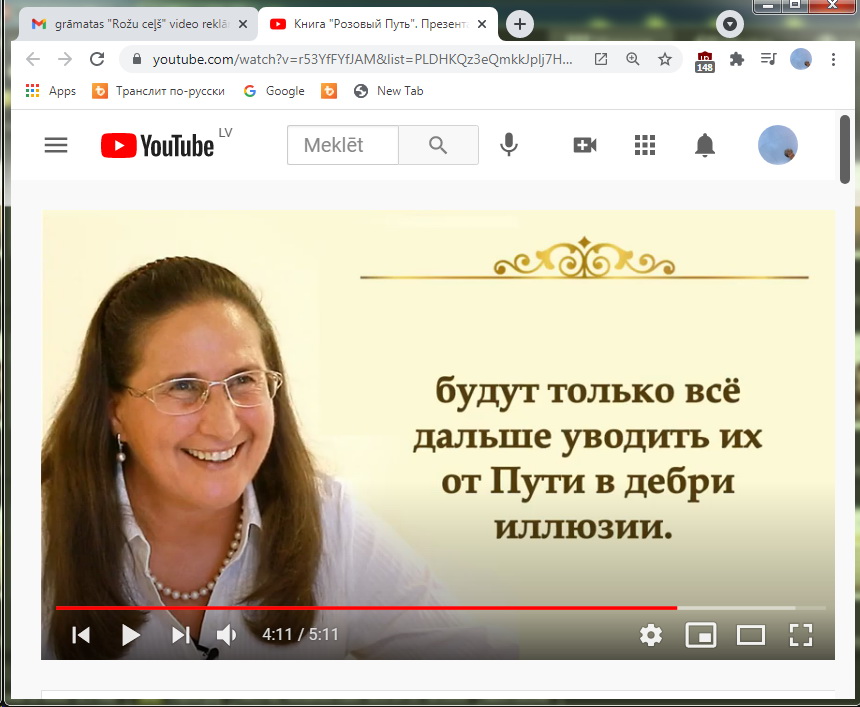 grāmatas "Rožu ceļš" video reklā
Книга "Розовый Путь". Презент
youtube.com/watch?v=r53YfFYfJAM&list=PLDHKQz3eQmkkJpIj7H...
148
Apps
Транслит по-русски
Google
New Tab
YouTube LV
Meklēt
будут только всё
дальше уводить их
от Пути в дебри
иллюзии.
4:11 / 5:11